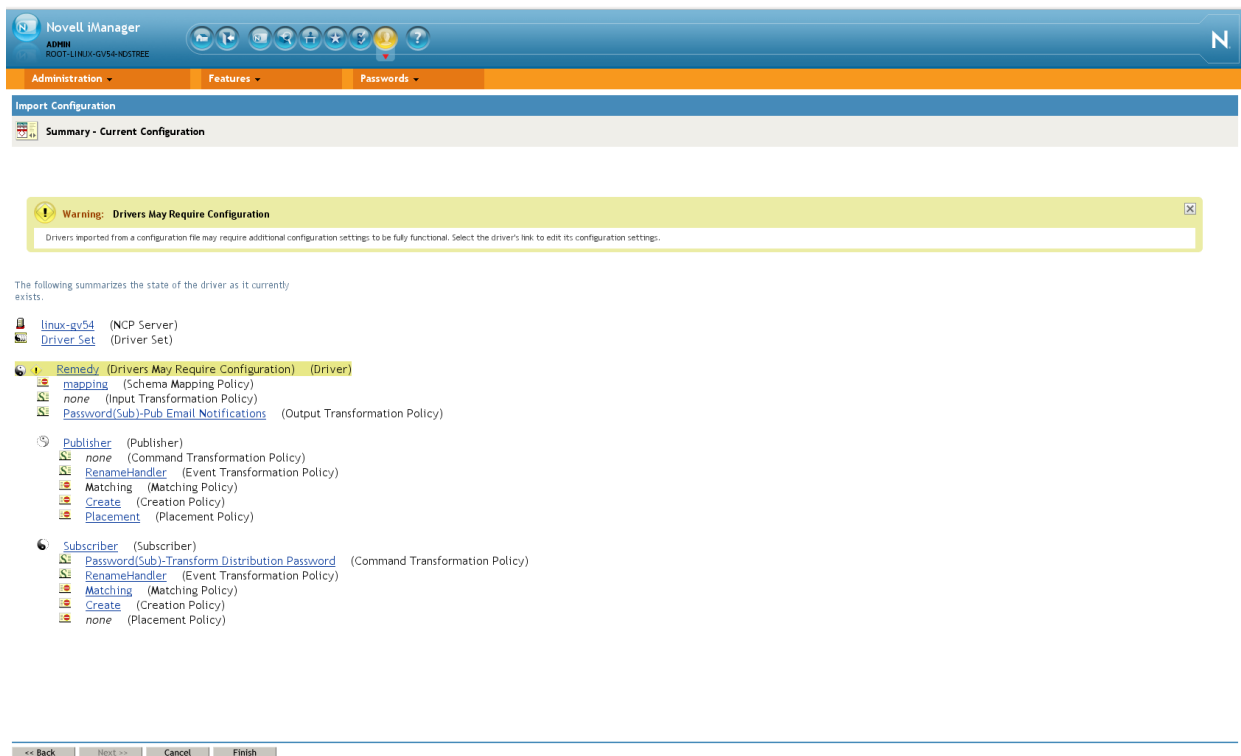 Novell iManager
ADMIN
ROOT-LINUX-GV54-NDSTREE
N
Administration Features Passwords
Import Configuration
Summary - Current Configuration
Warning: Drivers May Require Configuration
Drivers imported from a configuration file may require additional configuration settings to be fully functional. Select the driver's link to edit its configuration settings.
The following summarizes the state of the driver as it currently
exists.
linux-gv54 (NCP Server)
Driver Set (Driver Set)
Remedy (Drivers May Require Configuration) (Driver)
mapping (Schema Mapping Policy)
none (Input Transformation Policy)
Password(Sub)-Pub Email Notifications (Output Transformation Policy)
Publisher (Publisher)
none (Command Transformation Policy)
RenameHandler (Event Transformation Policy)
Matching (Matching Policy)
Create (Creation Policy)
Placement (Placement Policy)
Subscriber (Subscriber)
Password(Sub)-Transform Distribution Password (Command Transformation Policy)
RenameHandler (Event Transformation Policy)
Matching (Matching Policy)
Create (Creation Policy)
none (Placement Policy)
<< Back Next >> Cancel Finish